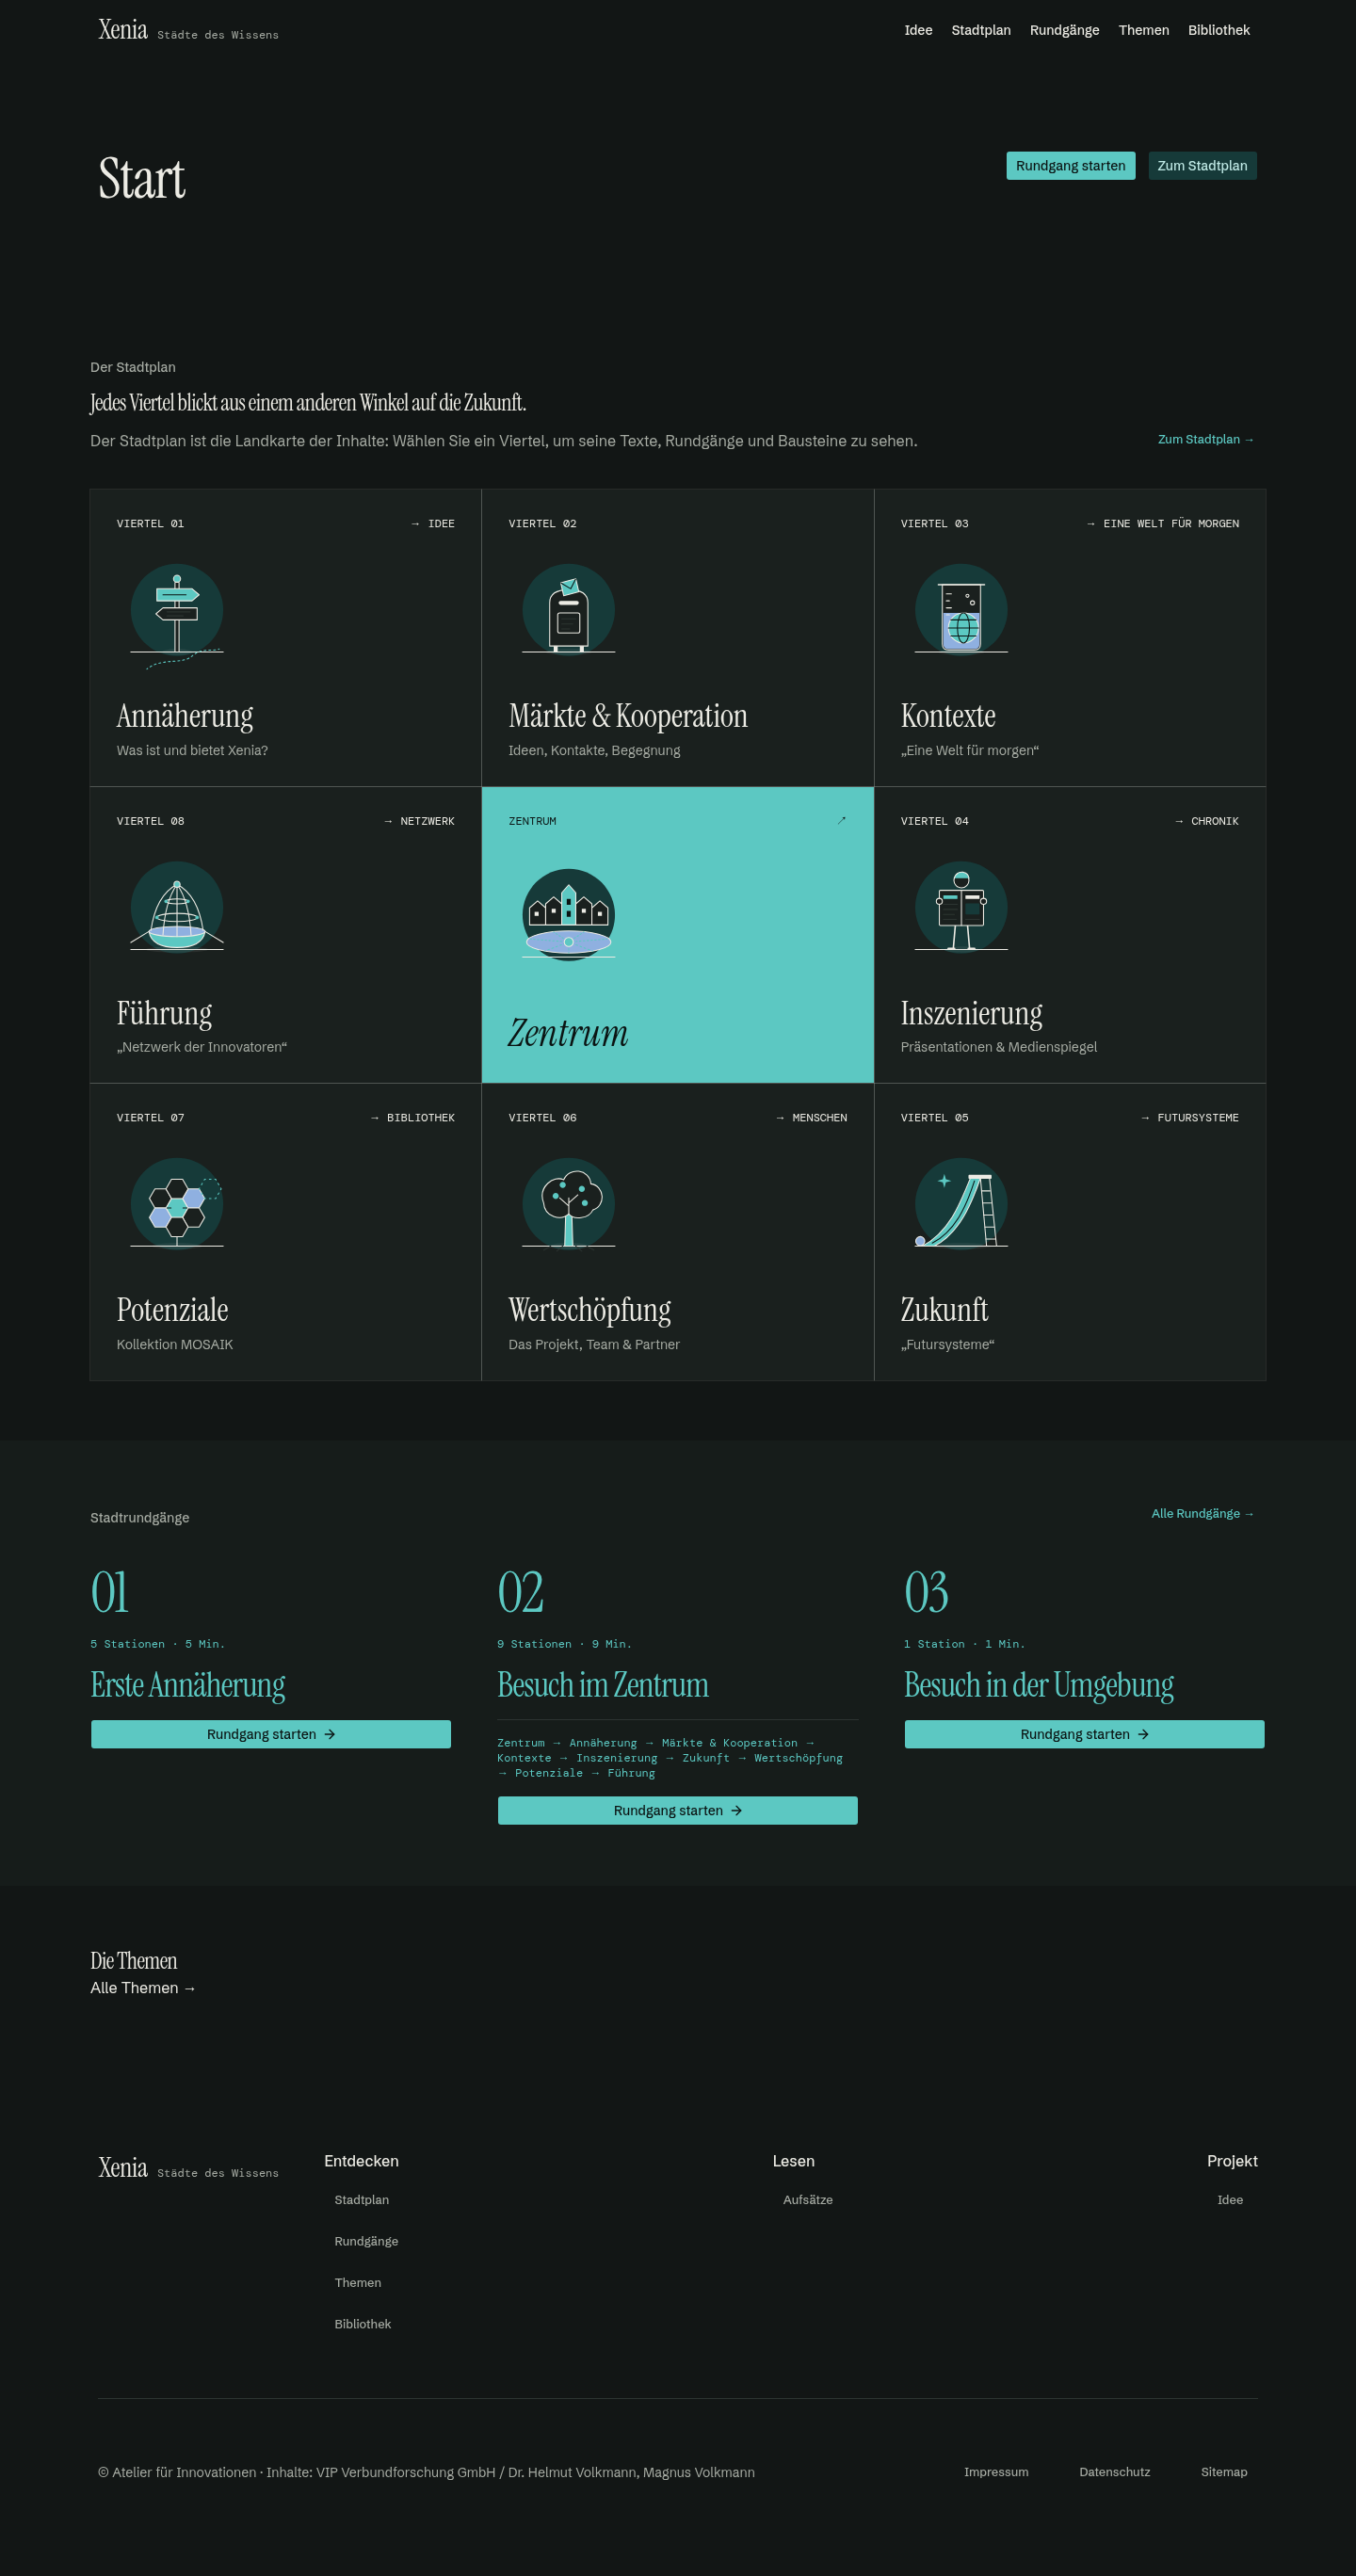 Xenia Städte des Wissens
Idee Stadtplan Rundgänge Themen Bibliothek
Start
Rundgang starten Zum Stadtplan
Der Stadtplan
Jedes Viertel blickt aus einem anderen Winkel auf die Zukunft.
Der Stadtplan ist die Landkarte der Inhalte: Wählen Sie ein Viertel, um seine Texte, Rundgänge und Bausteine zu sehen.
Zum Stadtplan →
VIERTEL 01 → IDEE
Annäherung
Was ist und bietet Xenia?
VIERTEL 02
Märkte & Kooperation
Ideen, Kontakte, Begegnung
VIERTEL 03 → EINE WELT FÜR MORGEN
Kontexte
„Eine Welt für morgen“
VIERTEL 08 → NETZWERK
Führung
„Netzwerk der Innovatoren“
ZENTRUM ↗
Zentrum
VIERTEL 04 → CHRONIK
Inszenierung
Präsentationen & Medienspiegel
VIERTEL 07 → BIBLIOTHEK
Potenziale
Kollektion MOSAIK
VIERTEL 06 → MENSCHEN
Wertschöpfung
Das Projekt, Team & Partner
VIERTEL 05 → FUTURSYSTEME
Zukunft
„Futursysteme“
Stadtrundgänge
Alle Rundgänge →
01
5 Stationen · 5 Min.
Erste Annäherung
Rundgang starten →
02
9 Stationen · 9 Min.
Besuch im Zentrum
Zentrum → Annäherung → Märkte & Kooperation →
Kontexte → Inszenierung → Zukunft → Wertschöpfung
→ Potenziale → Führung
Rundgang starten →
03
1 Station · 1 Min.
Besuch in der Umgebung
Rundgang starten →
Die Themen
Alle Themen →
Xenia Städte des Wissens
Entdecken
Stadtplan
Rundgänge
Themen
Bibliothek
Lesen
Aufsätze
Projekt
Idee
© Atelier für Innovationen · Inhalte: VIP Verbundforschung GmbH / Dr. Helmut Volkmann, Magnus Volkmann
Impressum Datenschutz Sitemap